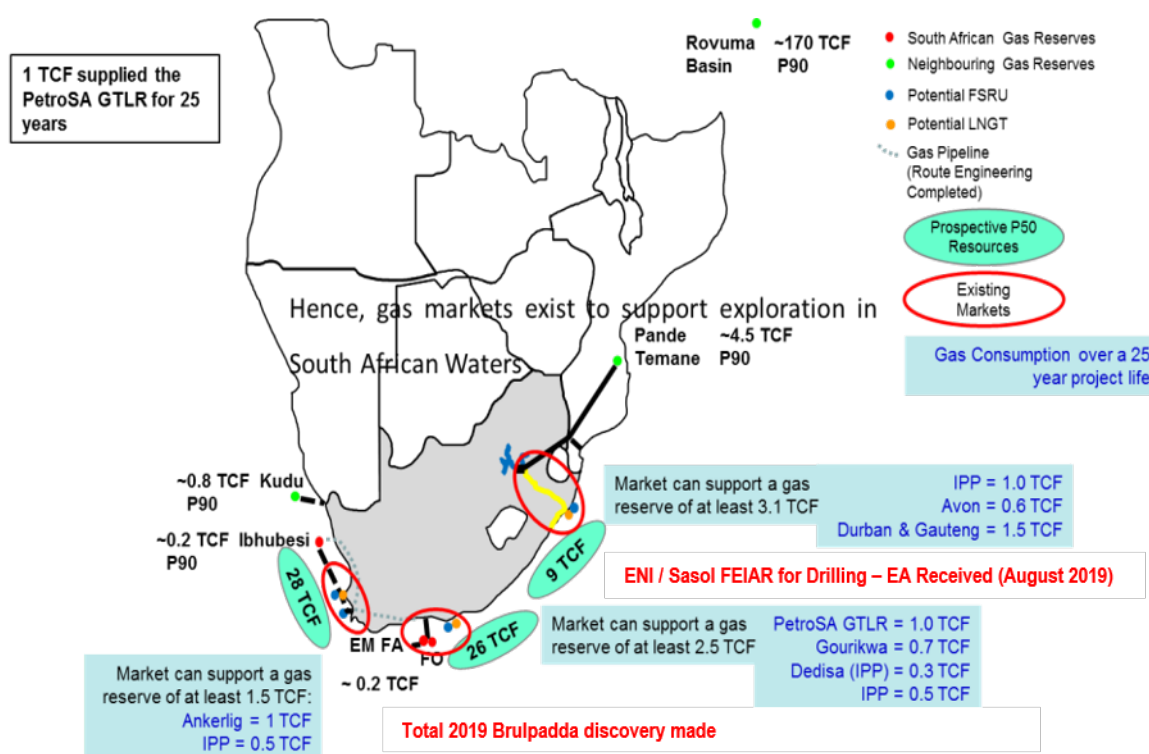 1 TCF supplied the
PetroSA GTLR for 25
years
Rovuma ~170 TCF
Basin P90
South African Gas Reserves
Neighbouring Gas Reserves
Potential FSRU
Potential LNGT
Gas Pipeline
(Route Engineering
Completed)
Prospective P50
Resources
Existing
Markets
Gas Consumption over a 25
year project life
Hence, gas markets exist to support exploration in
South African Waters
Pande ~4.5 TCF
Temane P90
~0.8 TCF Kudu
P90
~0.2 TCF Ibhubesi
P90
28 TCF
9 TCF
26 TCF
EM FA
FO
~ 0.2 TCF
Market can support a gas
reserve of at least 3.1 TCF
IPP = 1.0 TCF
Avon = 0.6 TCF
Durban & Gauteng = 1.5 TCF
ENI / Sasol FEIAR for Drilling – EA Received (August 2019)
Market can support a gas
reserve of at least 2.5 TCF
PetroSA GTLR = 1.0 TCF
Gourikwa = 0.7 TCF
Dedisa (IPP) = 0.3 TCF
IPP = 0.5 TCF
Market can support a gas
reserve of at least 1.5 TCF:
Ankerlig = 1 TCF
IPP = 0.5 TCF
Total 2019 Brulpadda discovery made